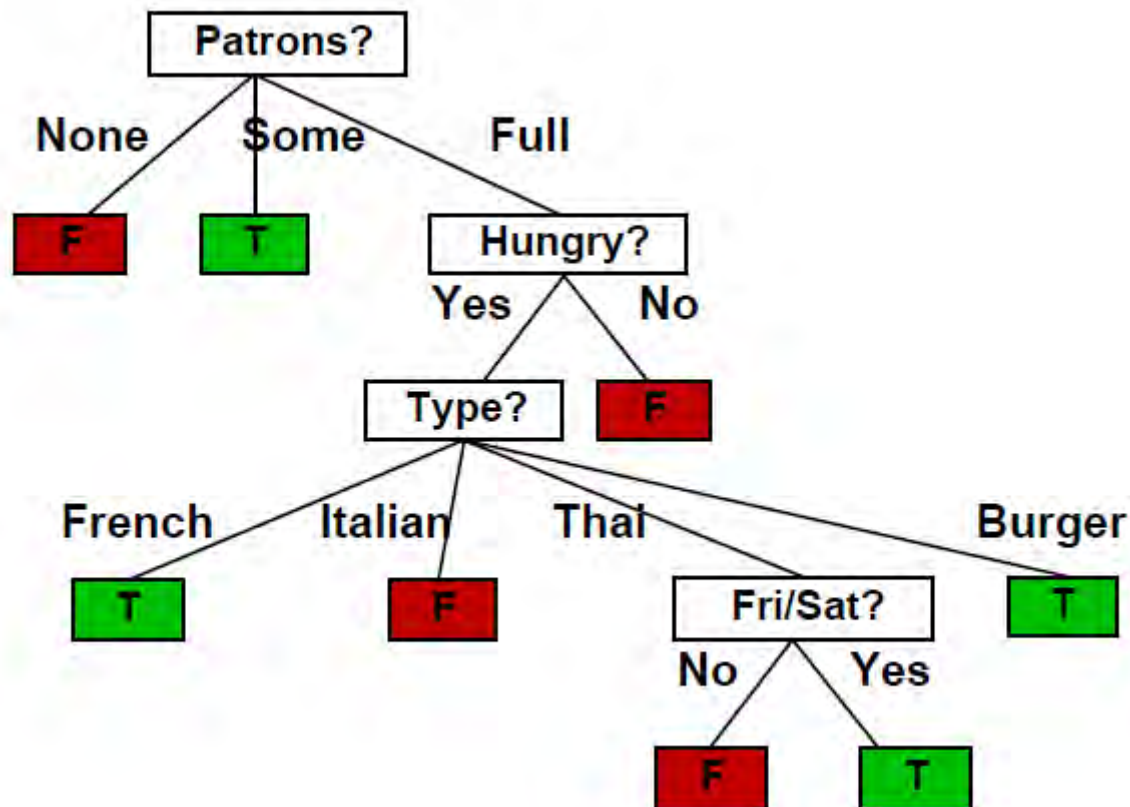 Patrons?
None Some Full
F T Hungry?
Yes No
Type? F
French Italian Thai Burger
T F Fri/Sat? T
No Yes
F T